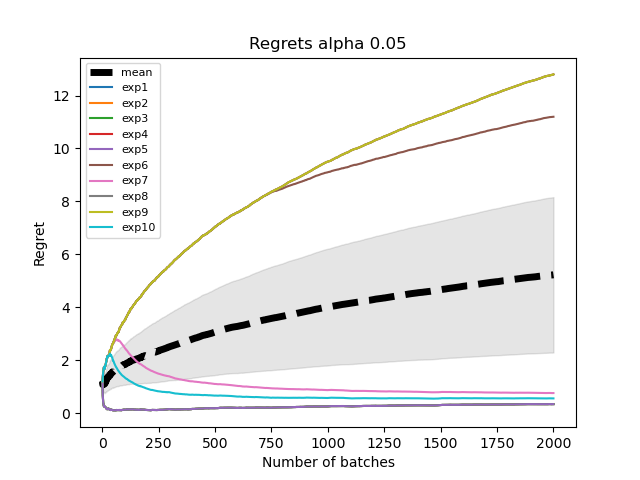 Regrets alpha 0.05
mean
exp1
exp2
exp3
exp4
exp5
exp6
exp7
exp8
exp9
exp10
Regret
12
10
8
6
4
2
0
0 250 500 750 1000 1250 1500 1750 2000
Number of batches